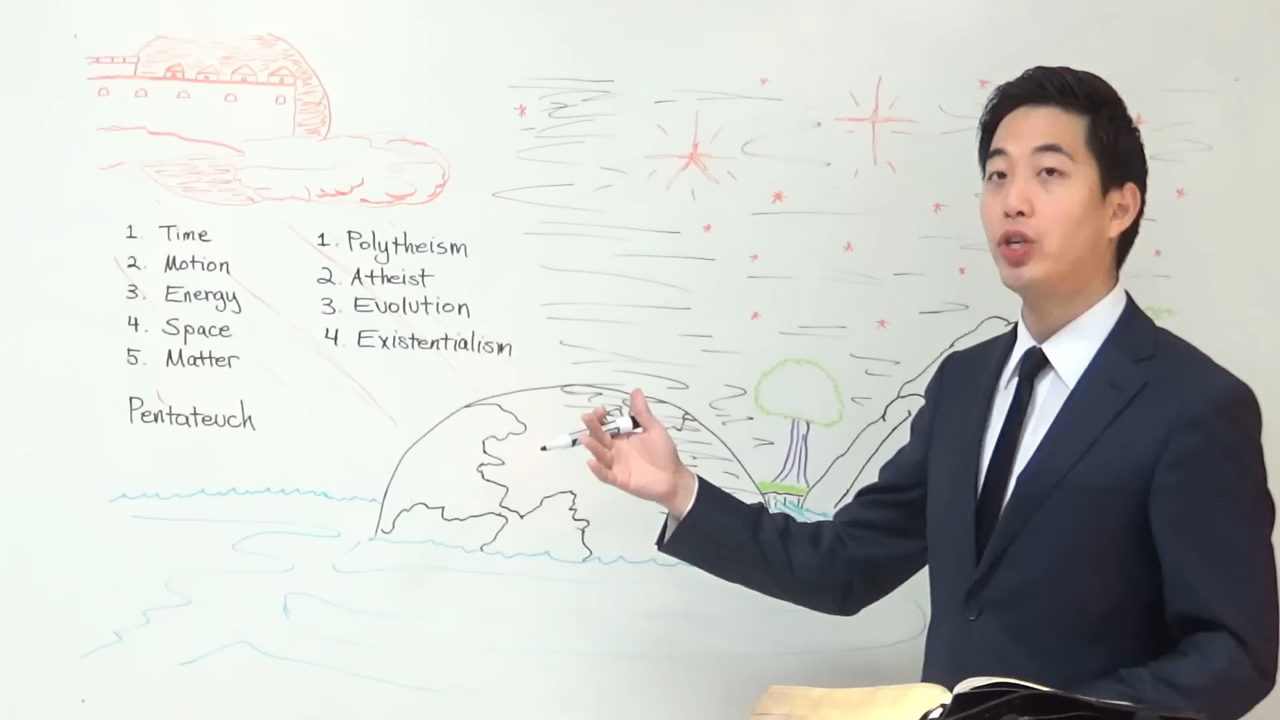 1. Time
2. Motion
3. Energy
4. Space
5. Matter
Pentateuch
1. Polytheism
2. Atheist
3. Evolution
4. Existentialism